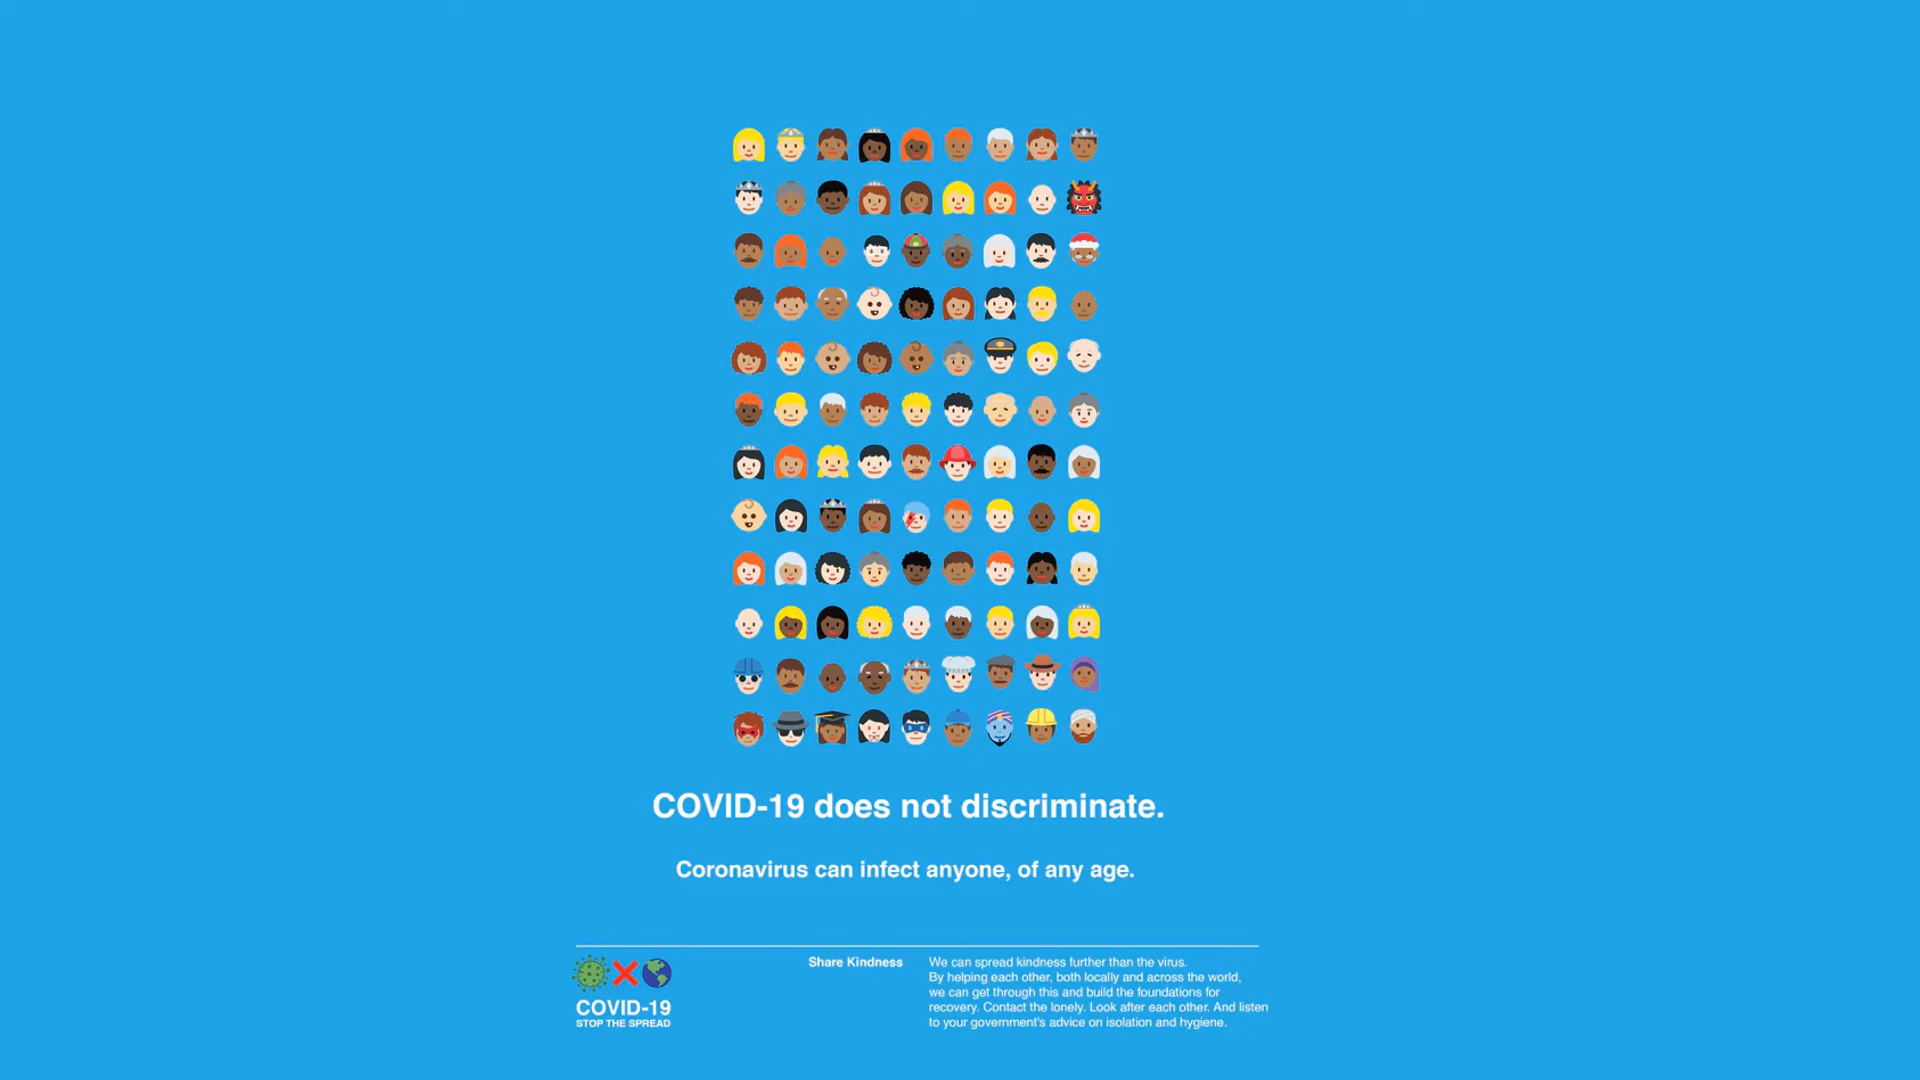 COVID-19 does not discriminate.
Coronavirus can infect anyone, of any age.
COVID-19
STOP THE SPREAD
Share Kindness
We can spread kindness further than the virus.
By helping each other, both locally and across the world,
we can get through this and build the foundations for
recovery. Contact the lonely. Look after each other. And listen
to your government's advice on isolation and hygiene.